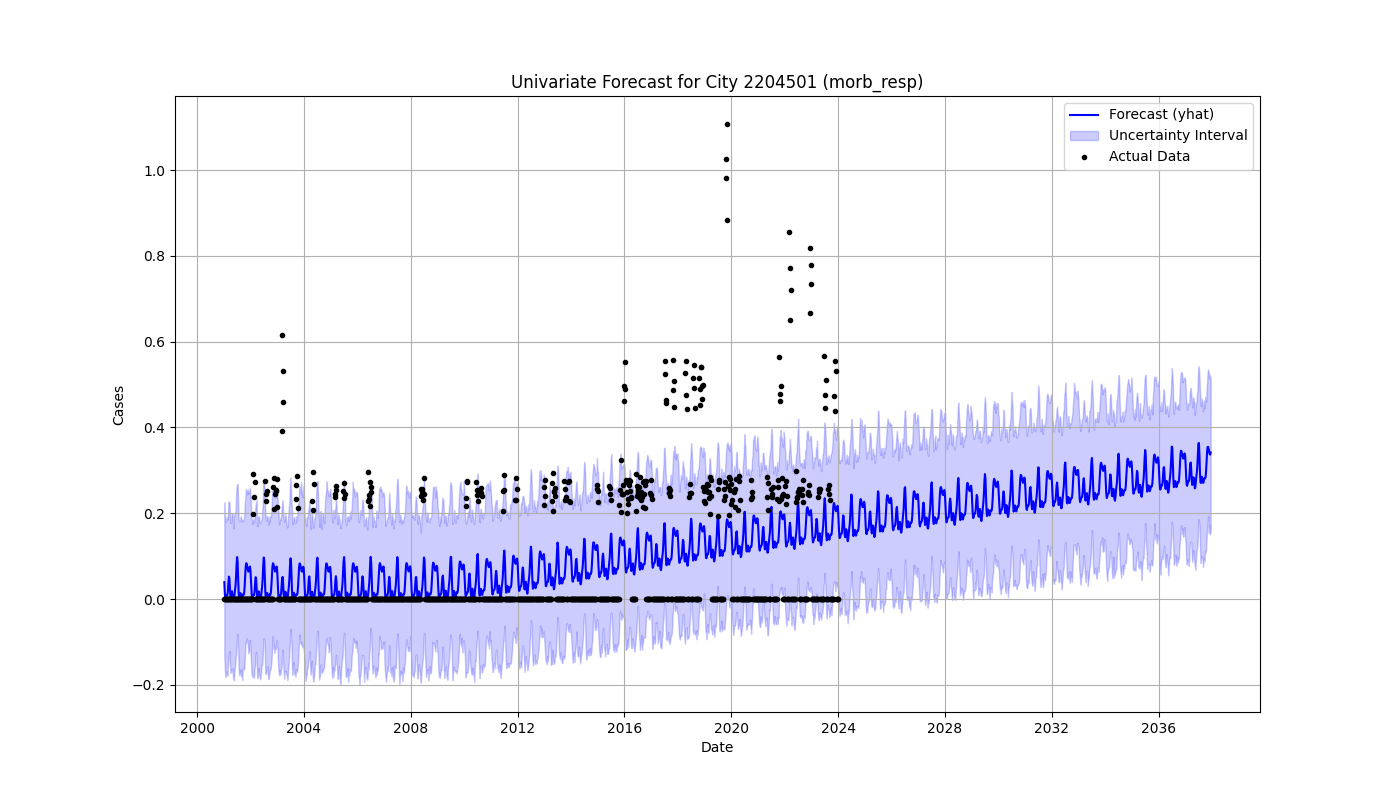 Univariate Forecast for City 2204501 (morb_resp)
Forecast (yhat)
Uncertainty Interval
Actual Data
Cases
1.0
0.8
0.6
0.4
0.2
0.0
−0.2
2000 2004 2008 2012 2016 2020 2024 2028 2032 2036
Date